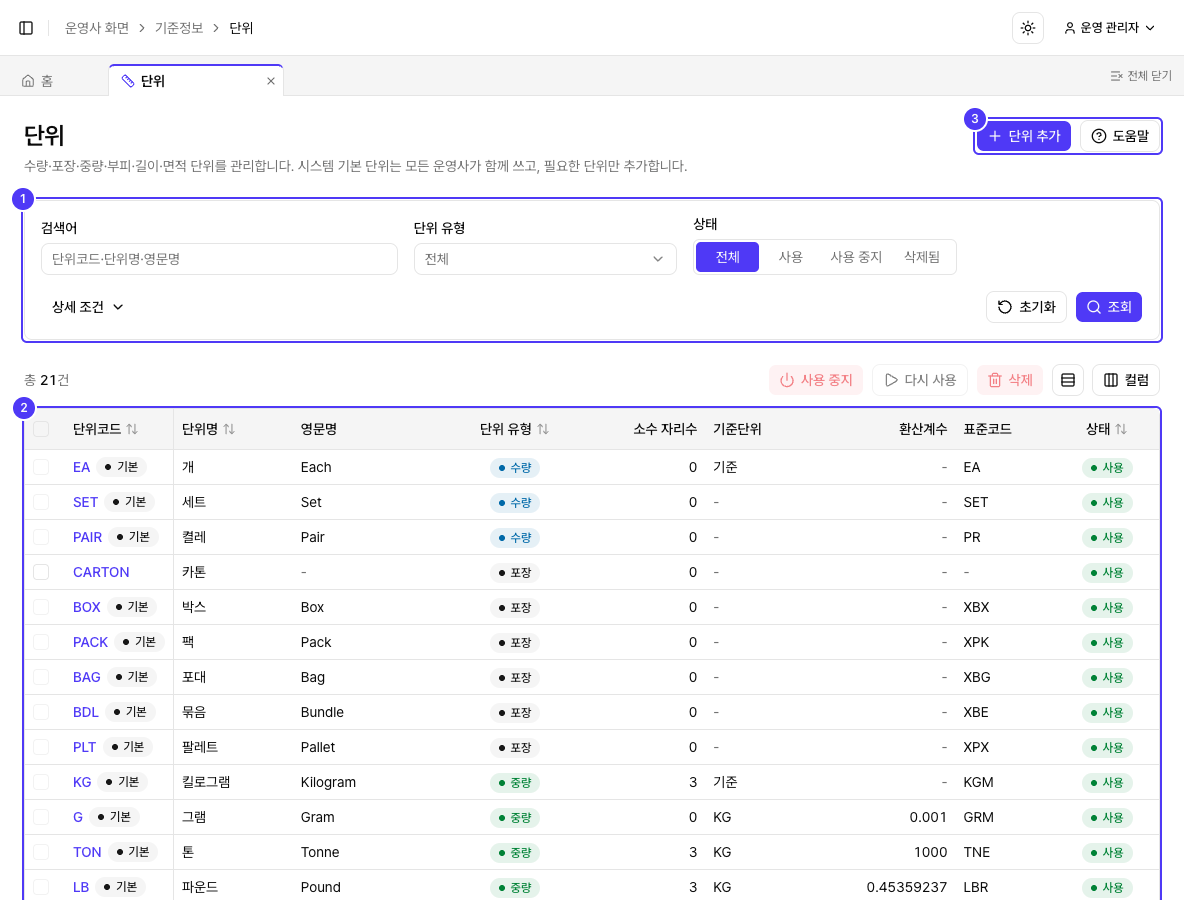 운영사 화면 > 기준정보 > 단위
운영 관리자
홈
단위
전체 닫기
단위
3
단위 추가
도움말
수량·포장·중량·부피·길이·면적 단위를 관리합니다. 시스템 기본 단위는 모든 운영사가 함께 쓰고, 필요한 단위만 추가합니다.
1
검색어 단위 유형 상태
단위코드·단위명·영문명 전체 전체 사용 사용 중지 삭제됨
상세 조건 초기화 조회
총 21건 사용 중지 다시 사용 삭제 컬럼
2
단위코드 단위명 영문명 단위 유형 소수 자리수 기준단위 환산계수 표준코드 상태
EA 기본 개 Each 수량 0 기준 - EA 사용
SET 기본 세트 Set 수량 0 - - SET 사용
PAIR 기본 켤레 Pair 수량 0 - - PR 사용
CARTON 카톤 - 포장 0 - - - 사용
BOX 기본 박스 Box 포장 0 - - XBX 사용
PACK 기본 팩 Pack 포장 0 - - XPK 사용
BAG 기본 포대 Bag 포장 0 - - XBG 사용
BDL 기본 묶음 Bundle 포장 0 - - XBE 사용
PLT 기본 팔레트 Pallet 포장 0 - - XPX 사용
KG 기본 킬로그램 Kilogram 중량 3 기준 - KGM 사용
G 기본 그램 Gram 중량 0 KG 0.001 GRM 사용
TON 기본 톤 Tonne 중량 3 KG 1000 TNE 사용
LB 기본 파운드 Pound 중량 3 KG 0.45359237 LBR 사용